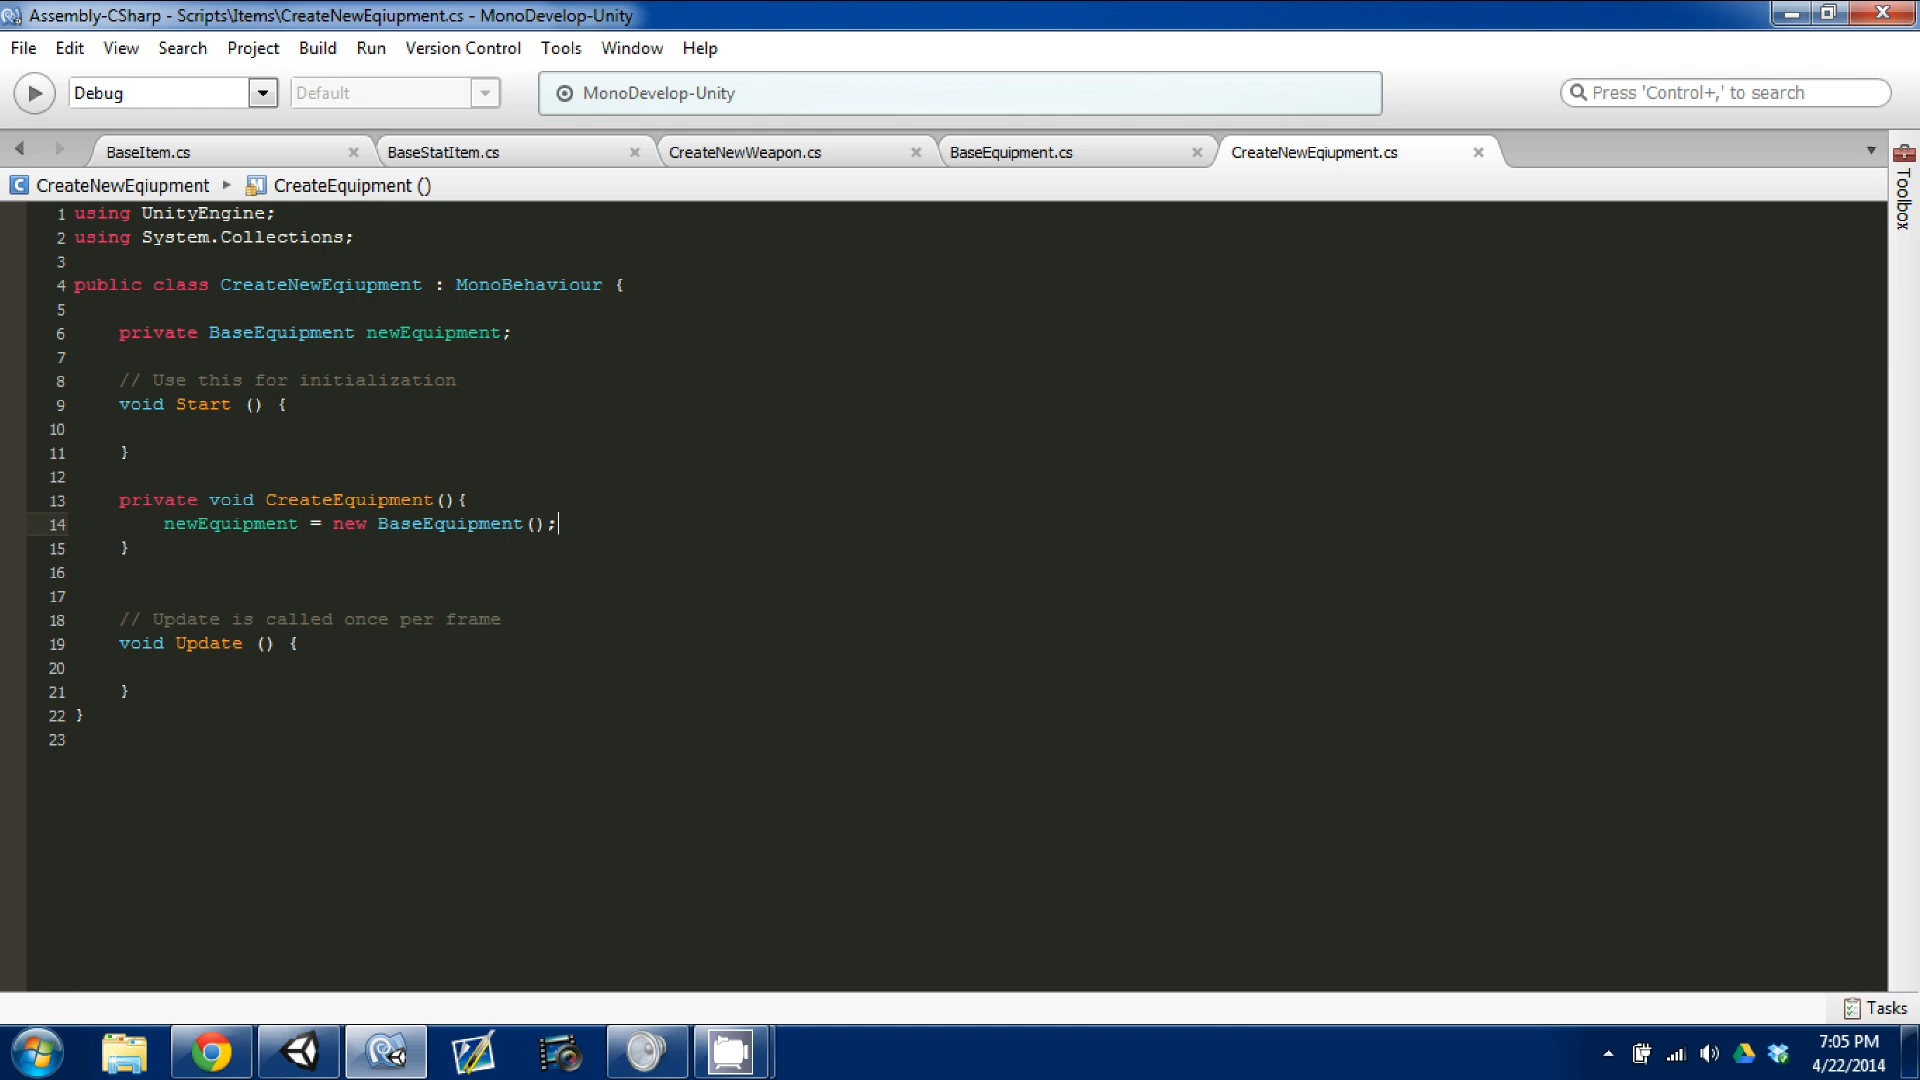 Assembly-CSharp - Scripts\Items\CreateNewEqiupment.cs - MonoDevelop-Unity
File Edit View Search Project Build Run Version Control Tools Window Help
Debug Default MonoDevelop-Unity Press 'Control+,' to search
BaseItem.cs BaseStatItem.cs CreateNewWeapon.cs BaseEquipment.cs CreateNewEqiupment.cs
CreateNewEqiupment CreateEquipment ()
Toolbox
1 using UnityEngine;
2 using System.Collections;
3
4 public class CreateNewEqiupment : MonoBehaviour {
5
6 private BaseEquipment newEquipment;
7
8 // Use this for initialization
9 void Start () {
10
11 }
12
13 private void CreateEquipment(){
14 newEquipment = new BaseEquipment();
15 }
16
17
18 // Update is called once per frame
19 void Update () {
20
21 }
22 }
23
Tasks
7:05 PM
4/22/2014